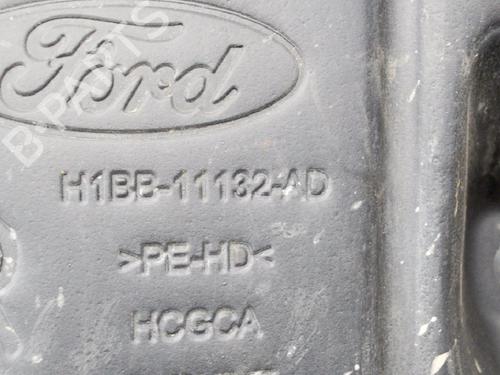 Ford
B-PARTS
H1BB-11132-AD
>PE-HD<
HCGCA